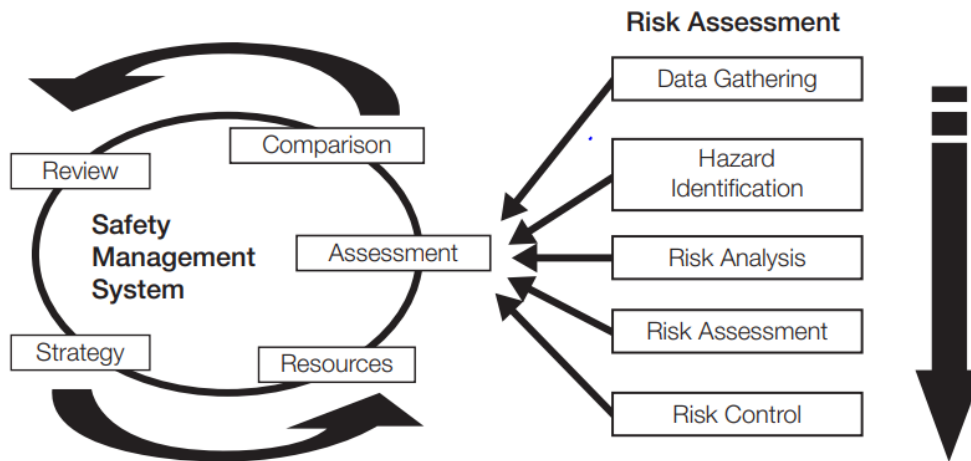 Risk Assessment
Data Gathering
Comparison
Review
Hazard
Identification
Safety
Management
System
Assessment
Risk Analysis
Strategy
Resources
Risk Assessment
Risk Control